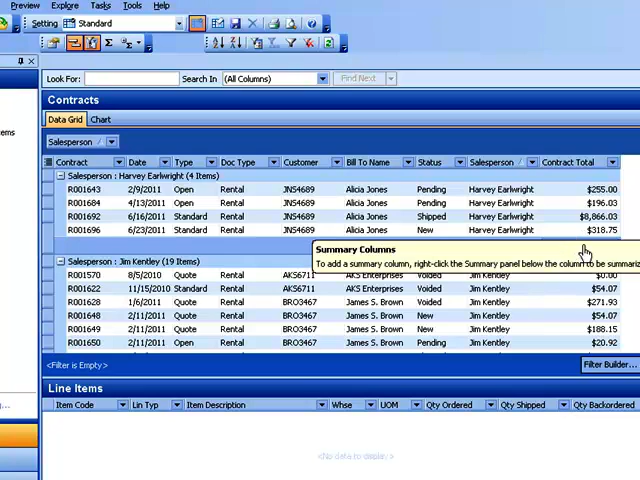 Preview Explore Tasks Tools Help
Setting Standard
Look For: Search In (All Columns) Find Next
Contracts
Data Grid Chart
Salesperson
Contract Date Type Doc Type Customer Bill To Name Status Salesperson Contract Total
Salesperson : Harvey Earlwright (4 Items)
R001643 2/9/2011 Open Rental JNS4689 Alicia Jones Pending Harvey Earlwright $255.00
R001684 4/13/2011 Open Rental JNS4689 Alicia Jones Pending Harvey Earlwright $196.03
R001692 6/16/2011 Standard Rental JNS4689 Alicia Jones Shipped Harvey Earlwright $8,866.03
R001696 6/23/2011 Standard Rental JNS4689 Alicia Jones New Harvey Earlwright $318.75
Summary Columns
To add a summary column, right-click the Summary panel below the column to be summariz
Salesperson : Jim Kentley (19 Items)
R001570 8/5/2010 Quote Rental AKS6711 AKS Enterprises Voided Jim Kentley $0.00
R001622 11/15/2010 Standard Rental AKS6711 AKS Enterprises Voided Jim Kentley $54.07
R001628 1/6/2011 Quote Rental BRO3467 James S. Brown Voided Jim Kentley $271.93
R001648 2/11/2011 Quote Rental BRO3467 James S. Brown New Jim Kentley $54.07
R001649 2/11/2011 Quote Rental BRO3467 James S. Brown New Jim Kentley $188.15
R001650 2/11/2011 Open Rental BRO3467 James S. Brown Pending Jim Kentley $20.92
<Filter is Empty> Filter Builder...
Line Items
Item Code Lin Typ Item Description Whse UOM Qty Ordered Qty Shipped Qty Backordered
<No data to display>